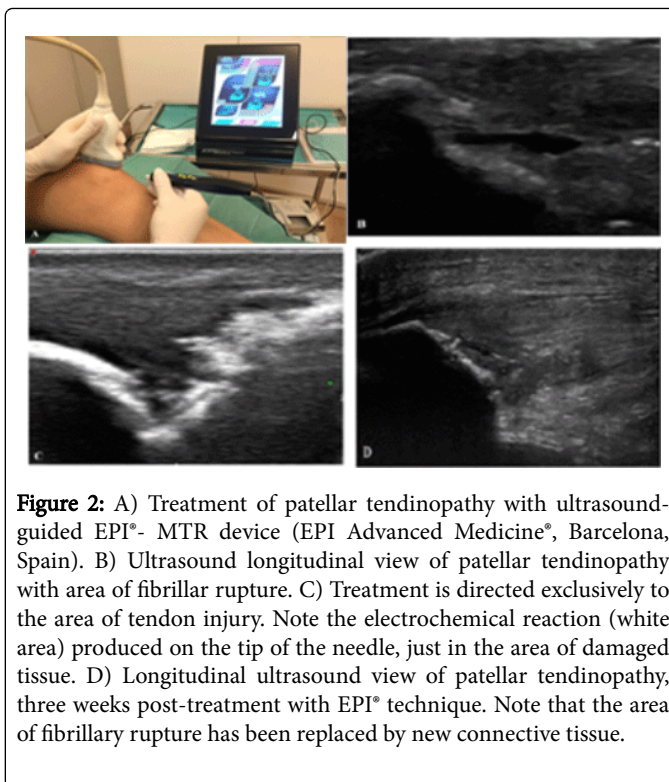 A
B
C
D
Figure 2: A) Treatment of patellar tendinopathy with ultrasound-
guided EPI®- MTR device (EPI Advanced Medicine®, Barcelona,
Spain). B) Ultrasound longitudinal view of patellar tendinopathy
with area of fibrillar rupture. C) Treatment is directed exclusively to
the area of tendon injury. Note the electrochemical reaction (white
area) produced on the tip of the needle, just in the area of damaged
tissue. D) Longitudinal ultrasound view of patellar tendinopathy,
three weeks post-treatment with EPI® technique. Note that the area
of fibrillary rupture has been replaced by new connective tissue.